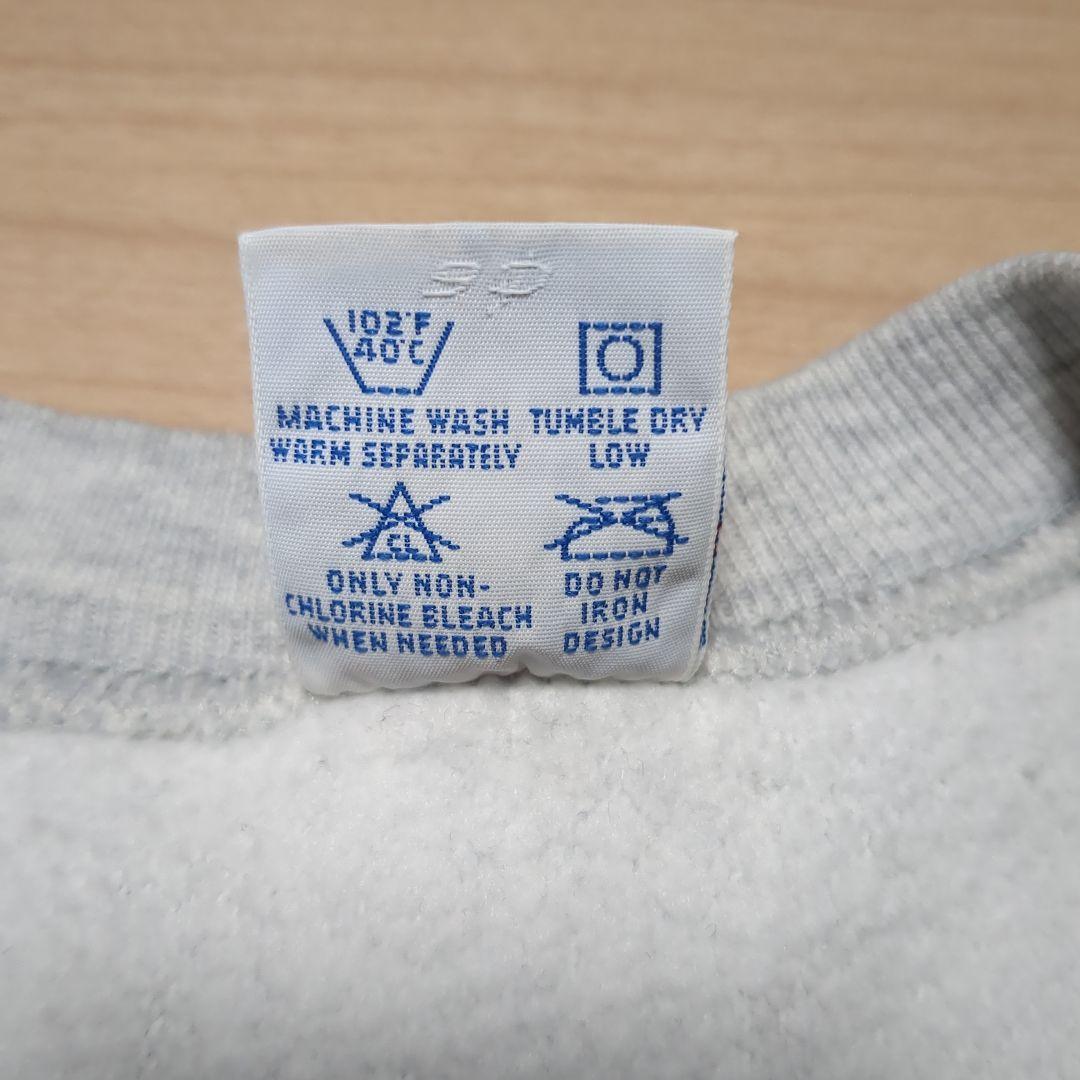 102°F
40°C
MACHINE WASH
WARM SEPARATELY
TUMBLE DRY
LOW
CL
ONLY NON-
CHLORINE BLEACH
WHEN NEEDED
DO NOT
IRON
DESIGN